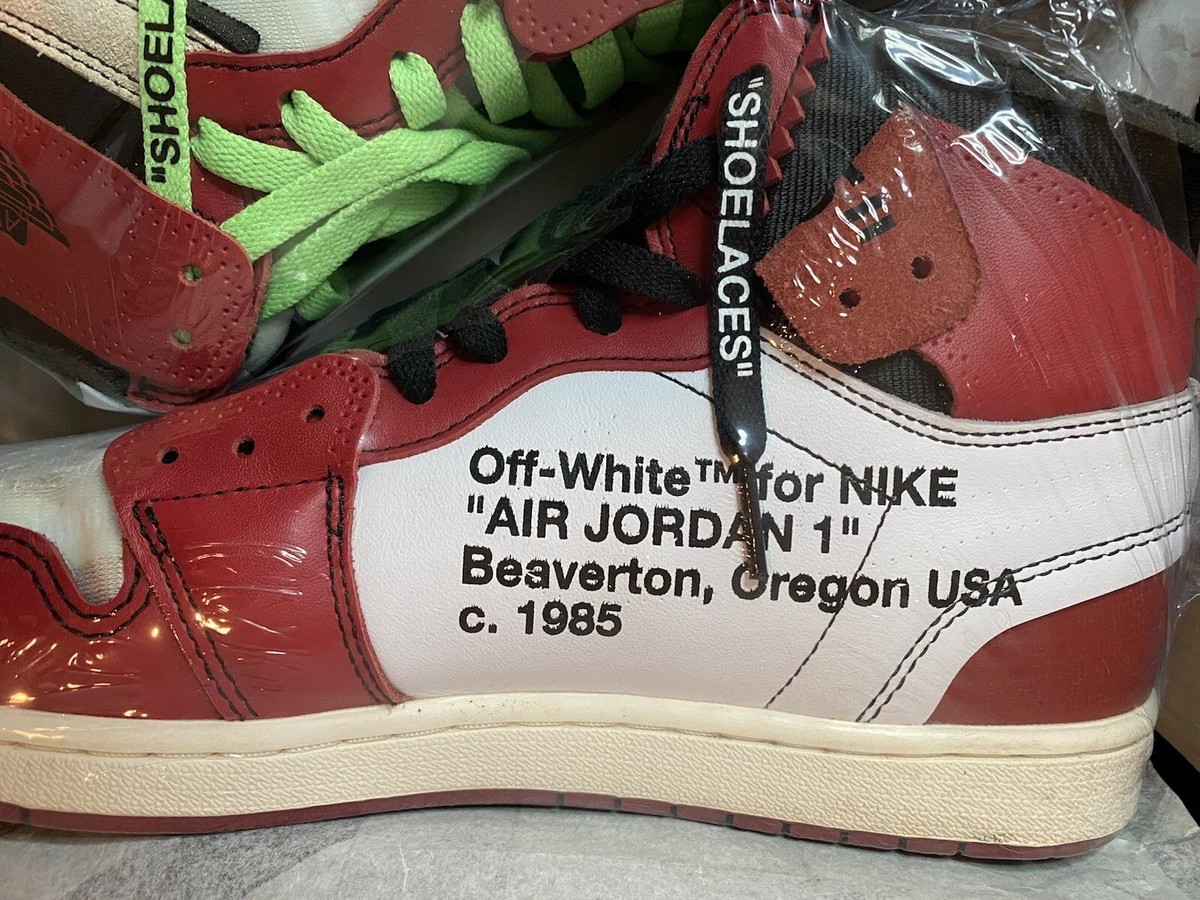 "SHOEL
"SHOELACES"
Off-White™ for NIKE
"AIR JORDAN 1"
Beaverton, Oregon USA
c. 1985